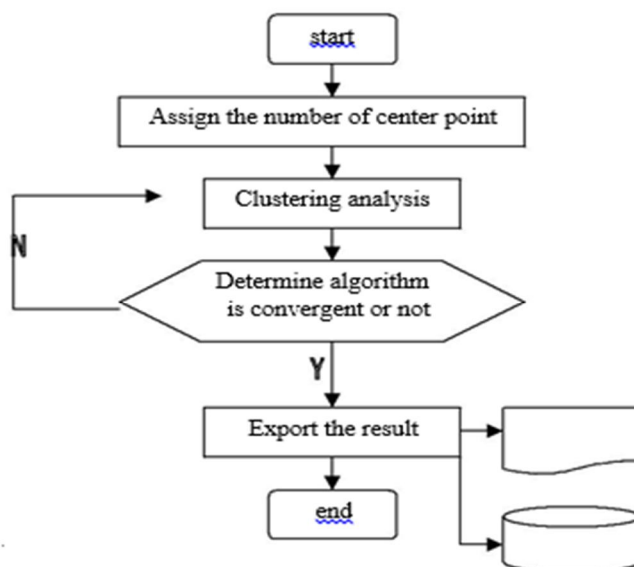 start
Assign the number of center point
Clustering analysis
N
Determine algorithm
is convergent or not
Y
Export the result
end